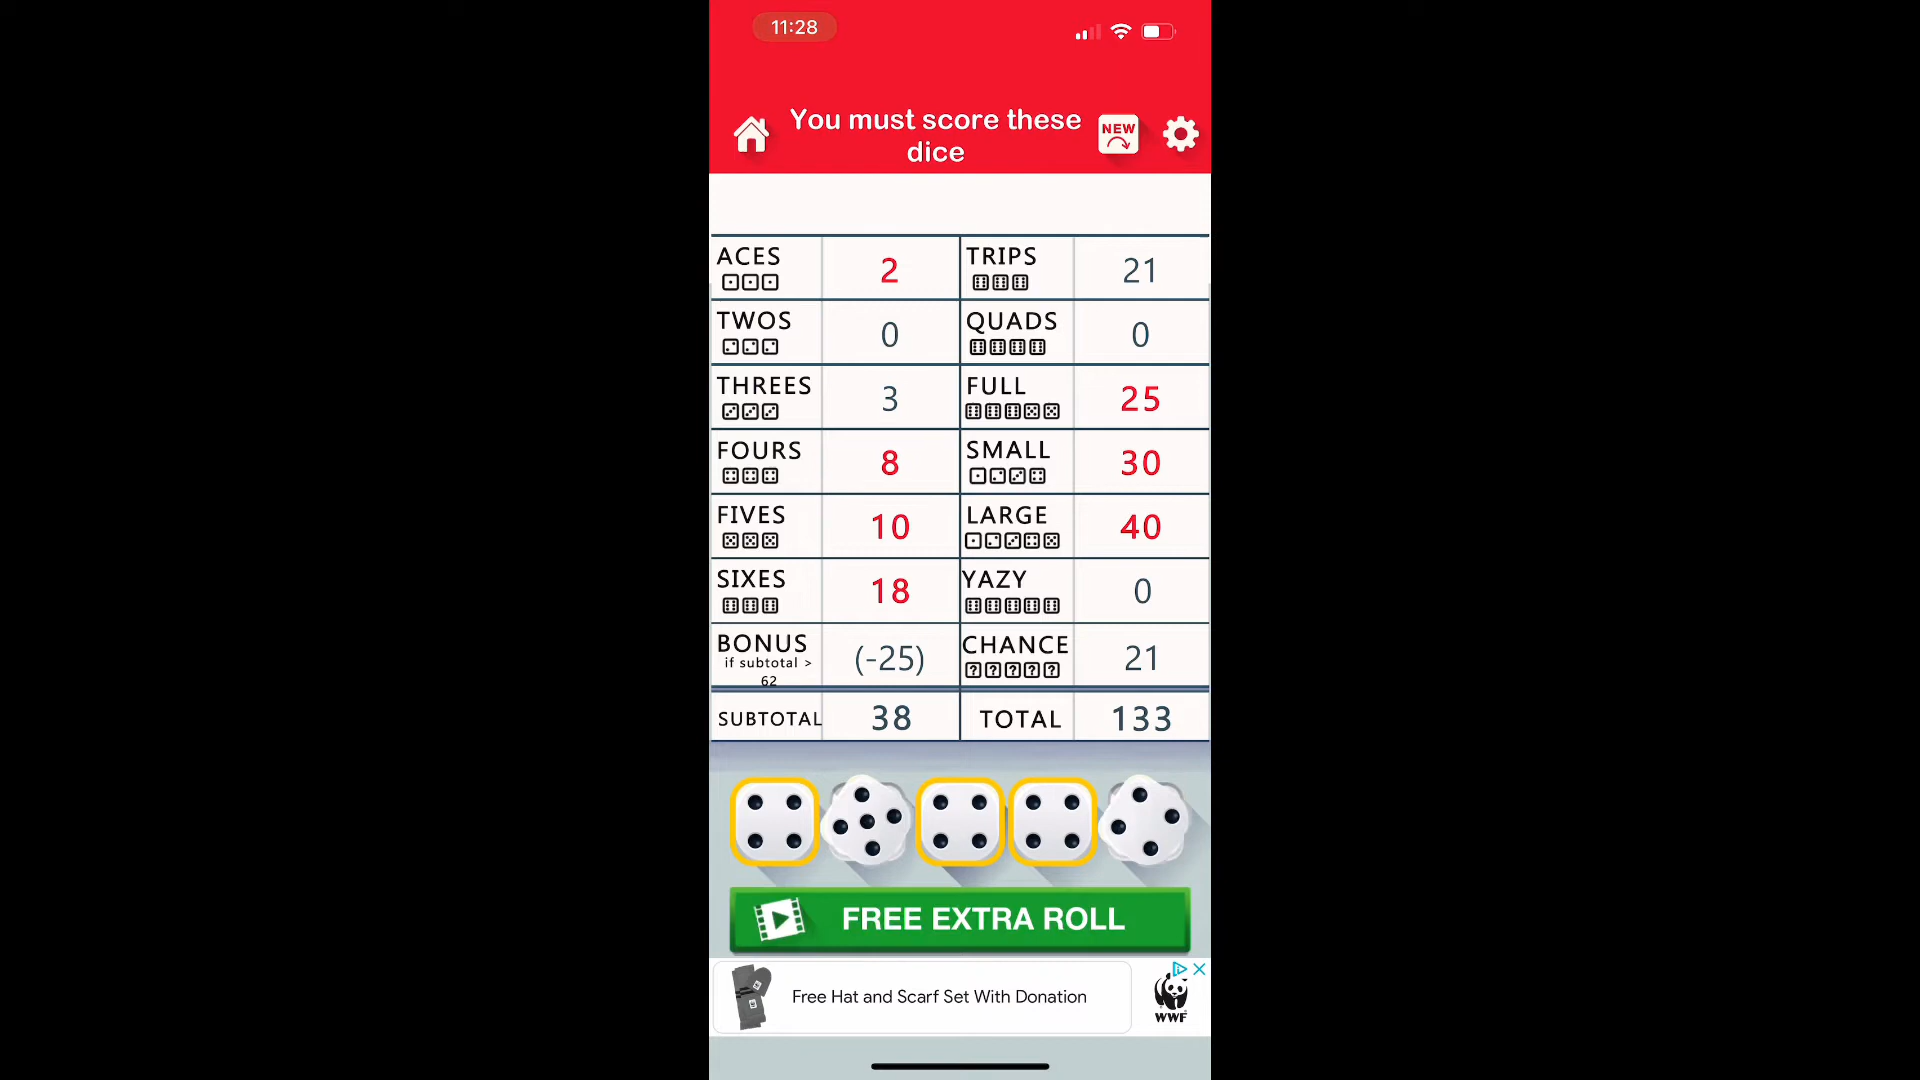 11:28
You must score these
dice
NEW
ACES
2
TRIPS
21
TWOS
0
QUADS
0
THREES
3
FULL
25
FOURS
8
SMALL
30
FIVES
10
LARGE
40
SIXES
18
YAZY
0
BONUS
if subtotal >
62
(-25)
CHANCE
? ? ? ? ?
21
SUBTOTAL
38
TOTAL
133
FREE EXTRA ROLL
Free Hat and Scarf Set With Donation
WWF